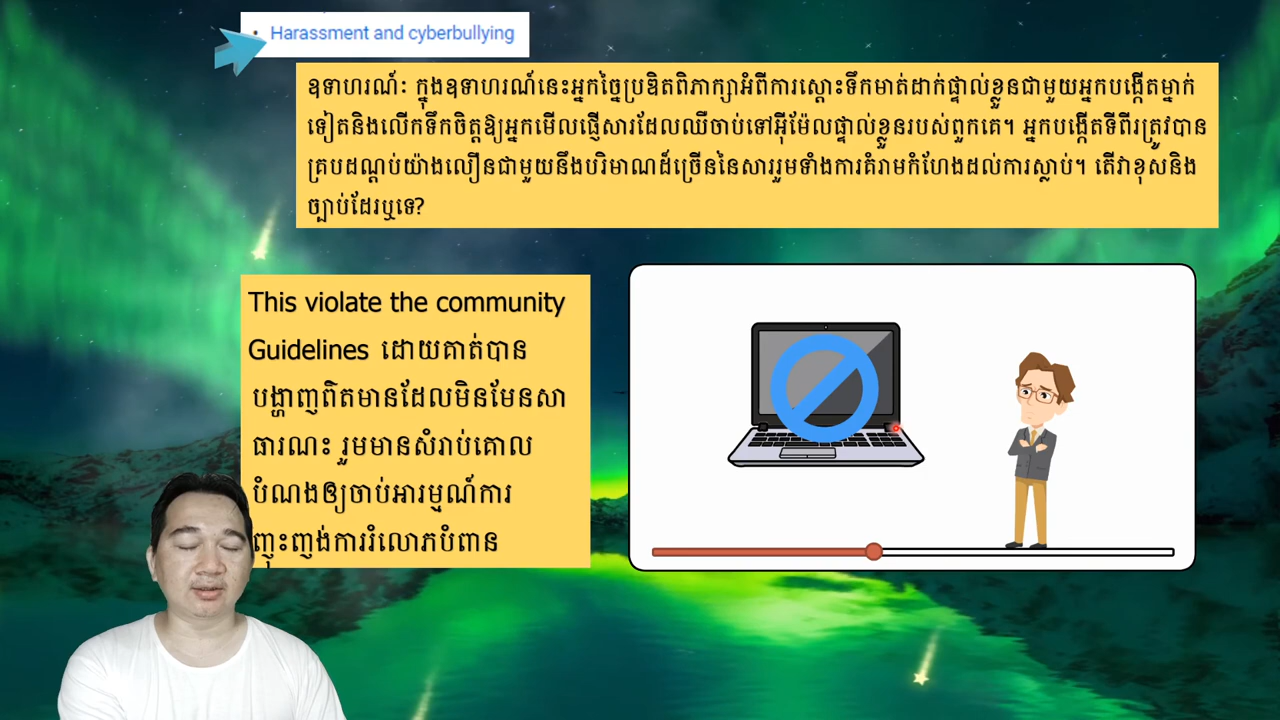 Harassment and cyberbullying
ឧទាហរណ៍: ក្នុងឧទាហរណ៍នេះអ្នកច្នៃប្រឌិតពិភាក្សាអំពីការស្តោះទឹកមាត់ដាក់ផ្ទាល់ខ្លួនជាមួយអ្នកបង្កើតម្នាក់
ទៀតនិងលើកទឹកចិត្តឱ្យអ្នកមើលផ្ញើសារដែលឈឺចាប់ទៅអ៊ីម៉ែលផ្ទាល់ខ្លួនរបស់ពួកគេ។ អ្នកបង្កើតទីពីរត្រូវបាន
គ្របដណ្តប់យ៉ាងលឿនជាមួយនឹងបរិមាណដ៏ច្រើននៃសាររួមទាំងការគំរាមកំហែងដល់ការស្លាប់។ តើវាខុសនិង
ច្បាប់ដែរឬទេ?
This violate the community
Guidelines ដោយគាត់បាន
បង្ហាញពិតមានដែលមិនមែនសា
ធារណះ រួមមានសំរាប់គោល
បំណងឲ្យចាប់អារម្មណ៍ការ
ញុះញង់ការរំលោភបំពាន